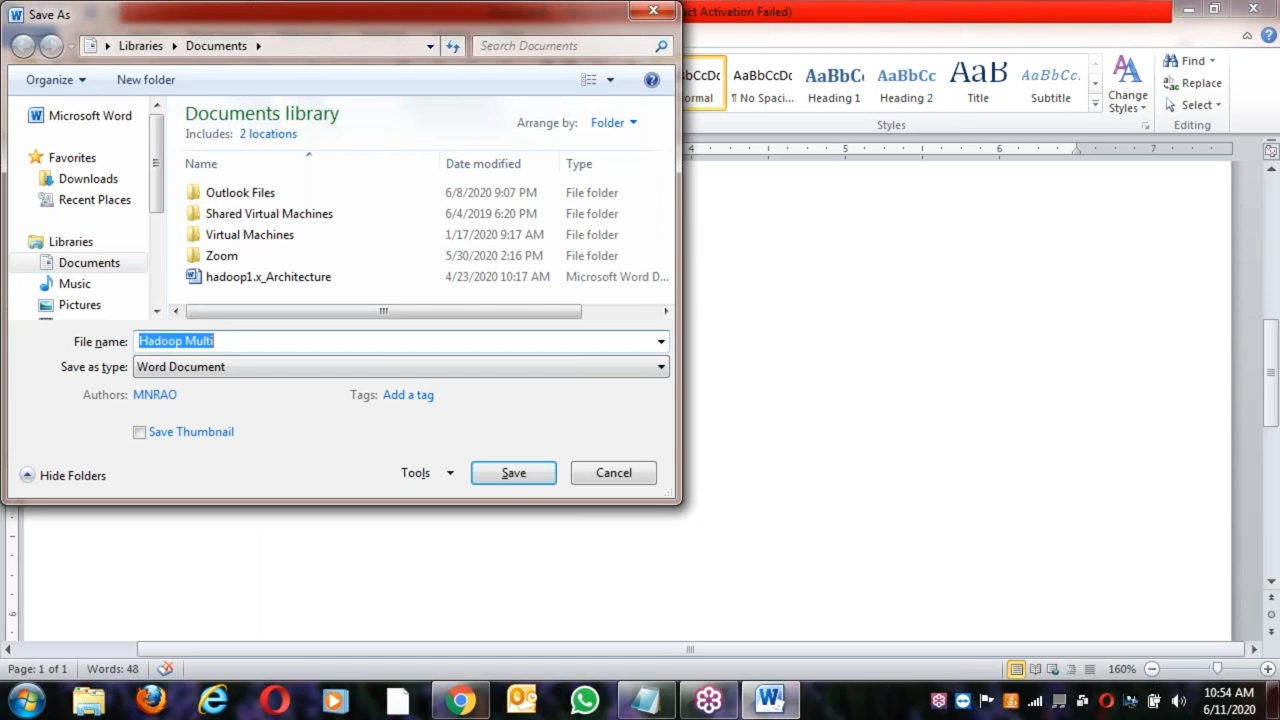 Save As
ct Activation Failed)
Libraries
Documents
Search Documents
Organize
New folder
Microsoft Word
Favorites
Downloads
Recent Places
Libraries
Documents
Music
Pictures
Documents library
Includes: 2 locations
Arrange by: Folder
Name
Date modified
Type
Outlook Files 6/8/2020 9:07 PM File folder
Shared Virtual Machines 6/4/2019 6:20 PM File folder
Virtual Machines 1/17/2020 9:17 AM File folder
Zoom 5/30/2020 2:16 PM File folder
hadoop1.x_Architecture 4/23/2020 10:17 AM Microsoft Word D...
File name: Hadoop Multi
Save as type: Word Document
Authors: MNRAO
Tags: Add a tag
Save Thumbnail
Hide Folders
Tools
Save
Cancel
bCcDc AaBbCcDc AaBbCc AaBbCc AaB AaBbCc.
ormal ¶ No Spaci... Heading 1 Heading 2 Title Subtitle
Change
Styles
Styles
Find
Replace
Select
Editing
4 5 6 7
Page: 1 of 1 Words: 48
160%
10:54 AM
6/11/2020